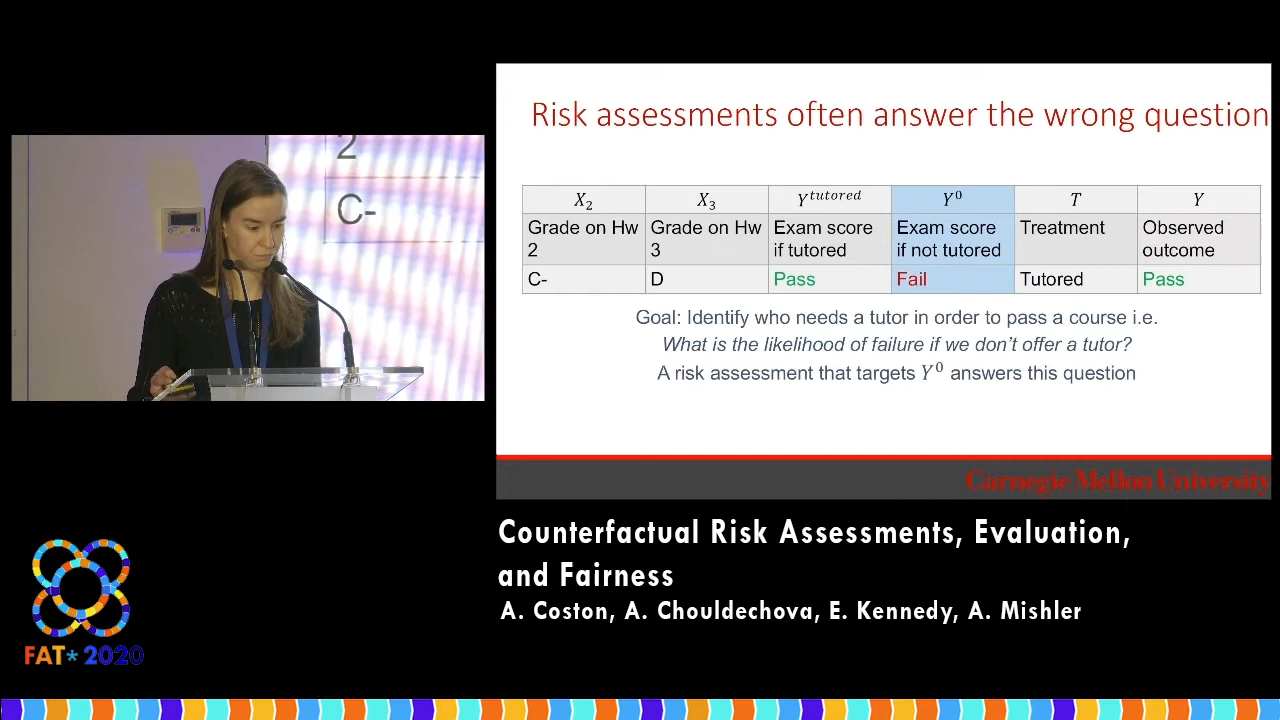 2
C-
Risk assessments often answer the wrong question
X₂ X₃ Y^tutored Y⁰ T Y
Grade on Hw 2 Grade on Hw 3 Exam score if tutored Exam score if not tutored Treatment Observed outcome
C- D Pass Fail Tutored Pass
Goal: Identify who needs a tutor in order to pass a course i.e.
What is the likelihood of failure if we don't offer a tutor?
A risk assessment that targets Y⁰ answers this question
Carnegie Mellon University
Counterfactual Risk Assessments, Evaluation,
and Fairness
A. Coston, A. Chouldechova, E. Kennedy, A. Mishler
FAT* 2020